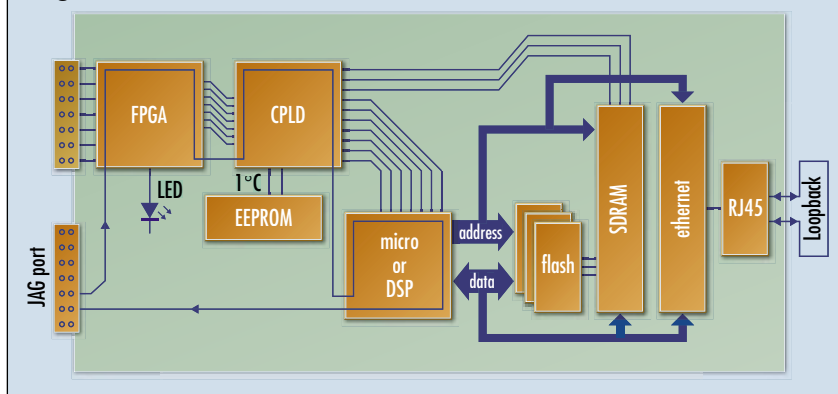 FPGA
CPLD
LED
1°C
EEPROM
micro
or
DSP
address
data
flash
SDRAM
ethernet
RJ45
Loopback
JAG port